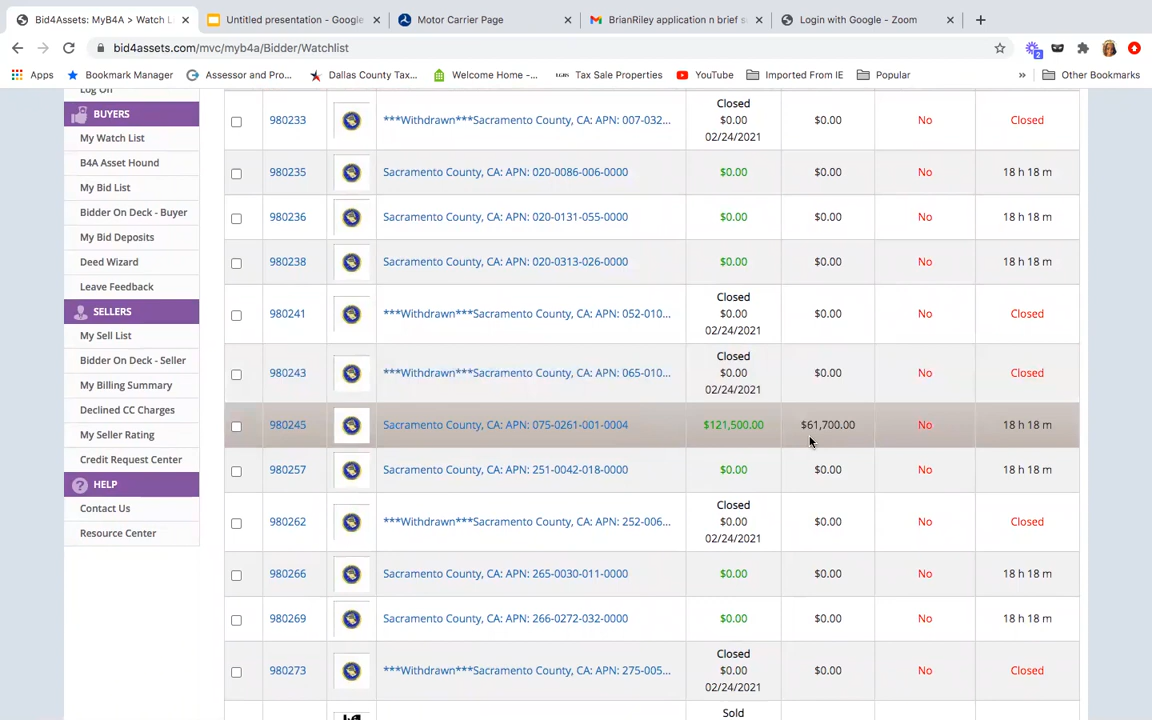 Bid4Assets: MyB4A > Watch L
Untitled presentation - Google
Motor Carrier Page
BrianRiley application n brief su
Login with Google - Zoom
bid4assets.com/mvc/myb4a/Bidder/Watchlist
2
Apps
Bookmark Manager
Assessor and Pro...
Dallas County Tax...
Welcome Home -...
Tax Sale Properties
YouTube
Imported From IE
Popular
»
Other Bookmarks
Log Off
BUYERS
My Watch List
B4A Asset Hound
My Bid List
Bidder On Deck - Buyer
My Bid Deposits
Deed Wizard
Leave Feedback
SELLERS
My Sell List
Bidder On Deck - Seller
My Billing Summary
Declined CC Charges
My Seller Rating
Credit Request Center
HELP
Contact Us
Resource Center
980233 ***Withdrawn***Sacramento County, CA: APN: 007-032... Closed $0.00 02/24/2021 $0.00 No Closed
980235 Sacramento County, CA: APN: 020-0086-006-0000 $0.00 $0.00 No 18 h 18 m
980236 Sacramento County, CA: APN: 020-0131-055-0000 $0.00 $0.00 No 18 h 18 m
980238 Sacramento County, CA: APN: 020-0313-026-0000 $0.00 $0.00 No 18 h 18 m
980241 ***Withdrawn***Sacramento County, CA: APN: 052-010... Closed $0.00 02/24/2021 $0.00 No Closed
980243 ***Withdrawn***Sacramento County, CA: APN: 065-010... Closed $0.00 02/24/2021 $0.00 No Closed
980245 Sacramento County, CA: APN: 075-0261-001-0004 $121,500.00 $61,700.00 No 18 h 18 m
980257 Sacramento County, CA: APN: 251-0042-018-0000 $0.00 $0.00 No 18 h 18 m
980262 ***Withdrawn***Sacramento County, CA: APN: 252-006... Closed $0.00 02/24/2021 $0.00 No Closed
980266 Sacramento County, CA: APN: 265-0030-011-0000 $0.00 $0.00 No 18 h 18 m
980269 Sacramento County, CA: APN: 266-0272-032-0000 $0.00 $0.00 No 18 h 18 m
980273 ***Withdrawn***Sacramento County, CA: APN: 275-005... Closed $0.00 02/24/2021 $0.00 No Closed
Sold